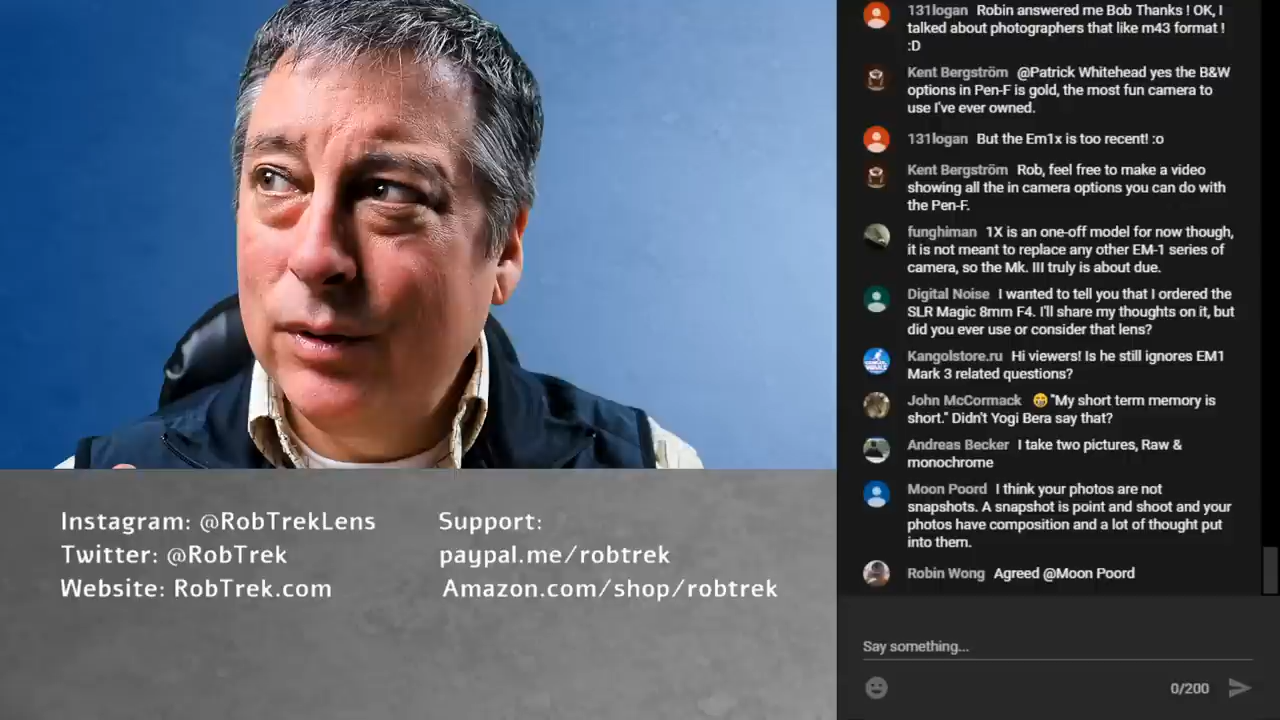 Instagram: @RobTrekLens
Twitter: @RobTrek
Website: RobTrek.com
Support:
paypal.me/robtrek
Amazon.com/shop/robtrek
131logan Robin answered me Bob Thanks ! OK, I
talked about photographers that like m43 format !
:D
Kent Bergström @Patrick Whitehead yes the B&W
options in Pen-F is gold, the most fun camera to
use I've ever owned.
131logan But the Em1x is too recent! :o
Kent Bergström Rob, feel free to make a video
showing all the in camera options you can do with
the Pen-F.
funghiman 1X is an one-off model for now though,
it is not meant to replace any other EM-1 series of
camera, so the Mk. III truly is about due.
Digital Noise I wanted to tell you that I ordered the
SLR Magic 8mm F4. I'll share my thoughts on it, but
did you ever use or consider that lens?
Kangolstore.ru Hi viewers! Is he still ignores EM1
Mark 3 related questions?
John McCormack 😁 "My short term memory is
short." Didn't Yogi Bera say that?
Andreas Becker I take two pictures, Raw &
monochrome
Moon Poord I think your photos are not
snapshots. A snapshot is point and shoot and your
photos have composition and a lot of thought put
into them.
Robin Wong Agreed @Moon Poord
Say something...
0/200